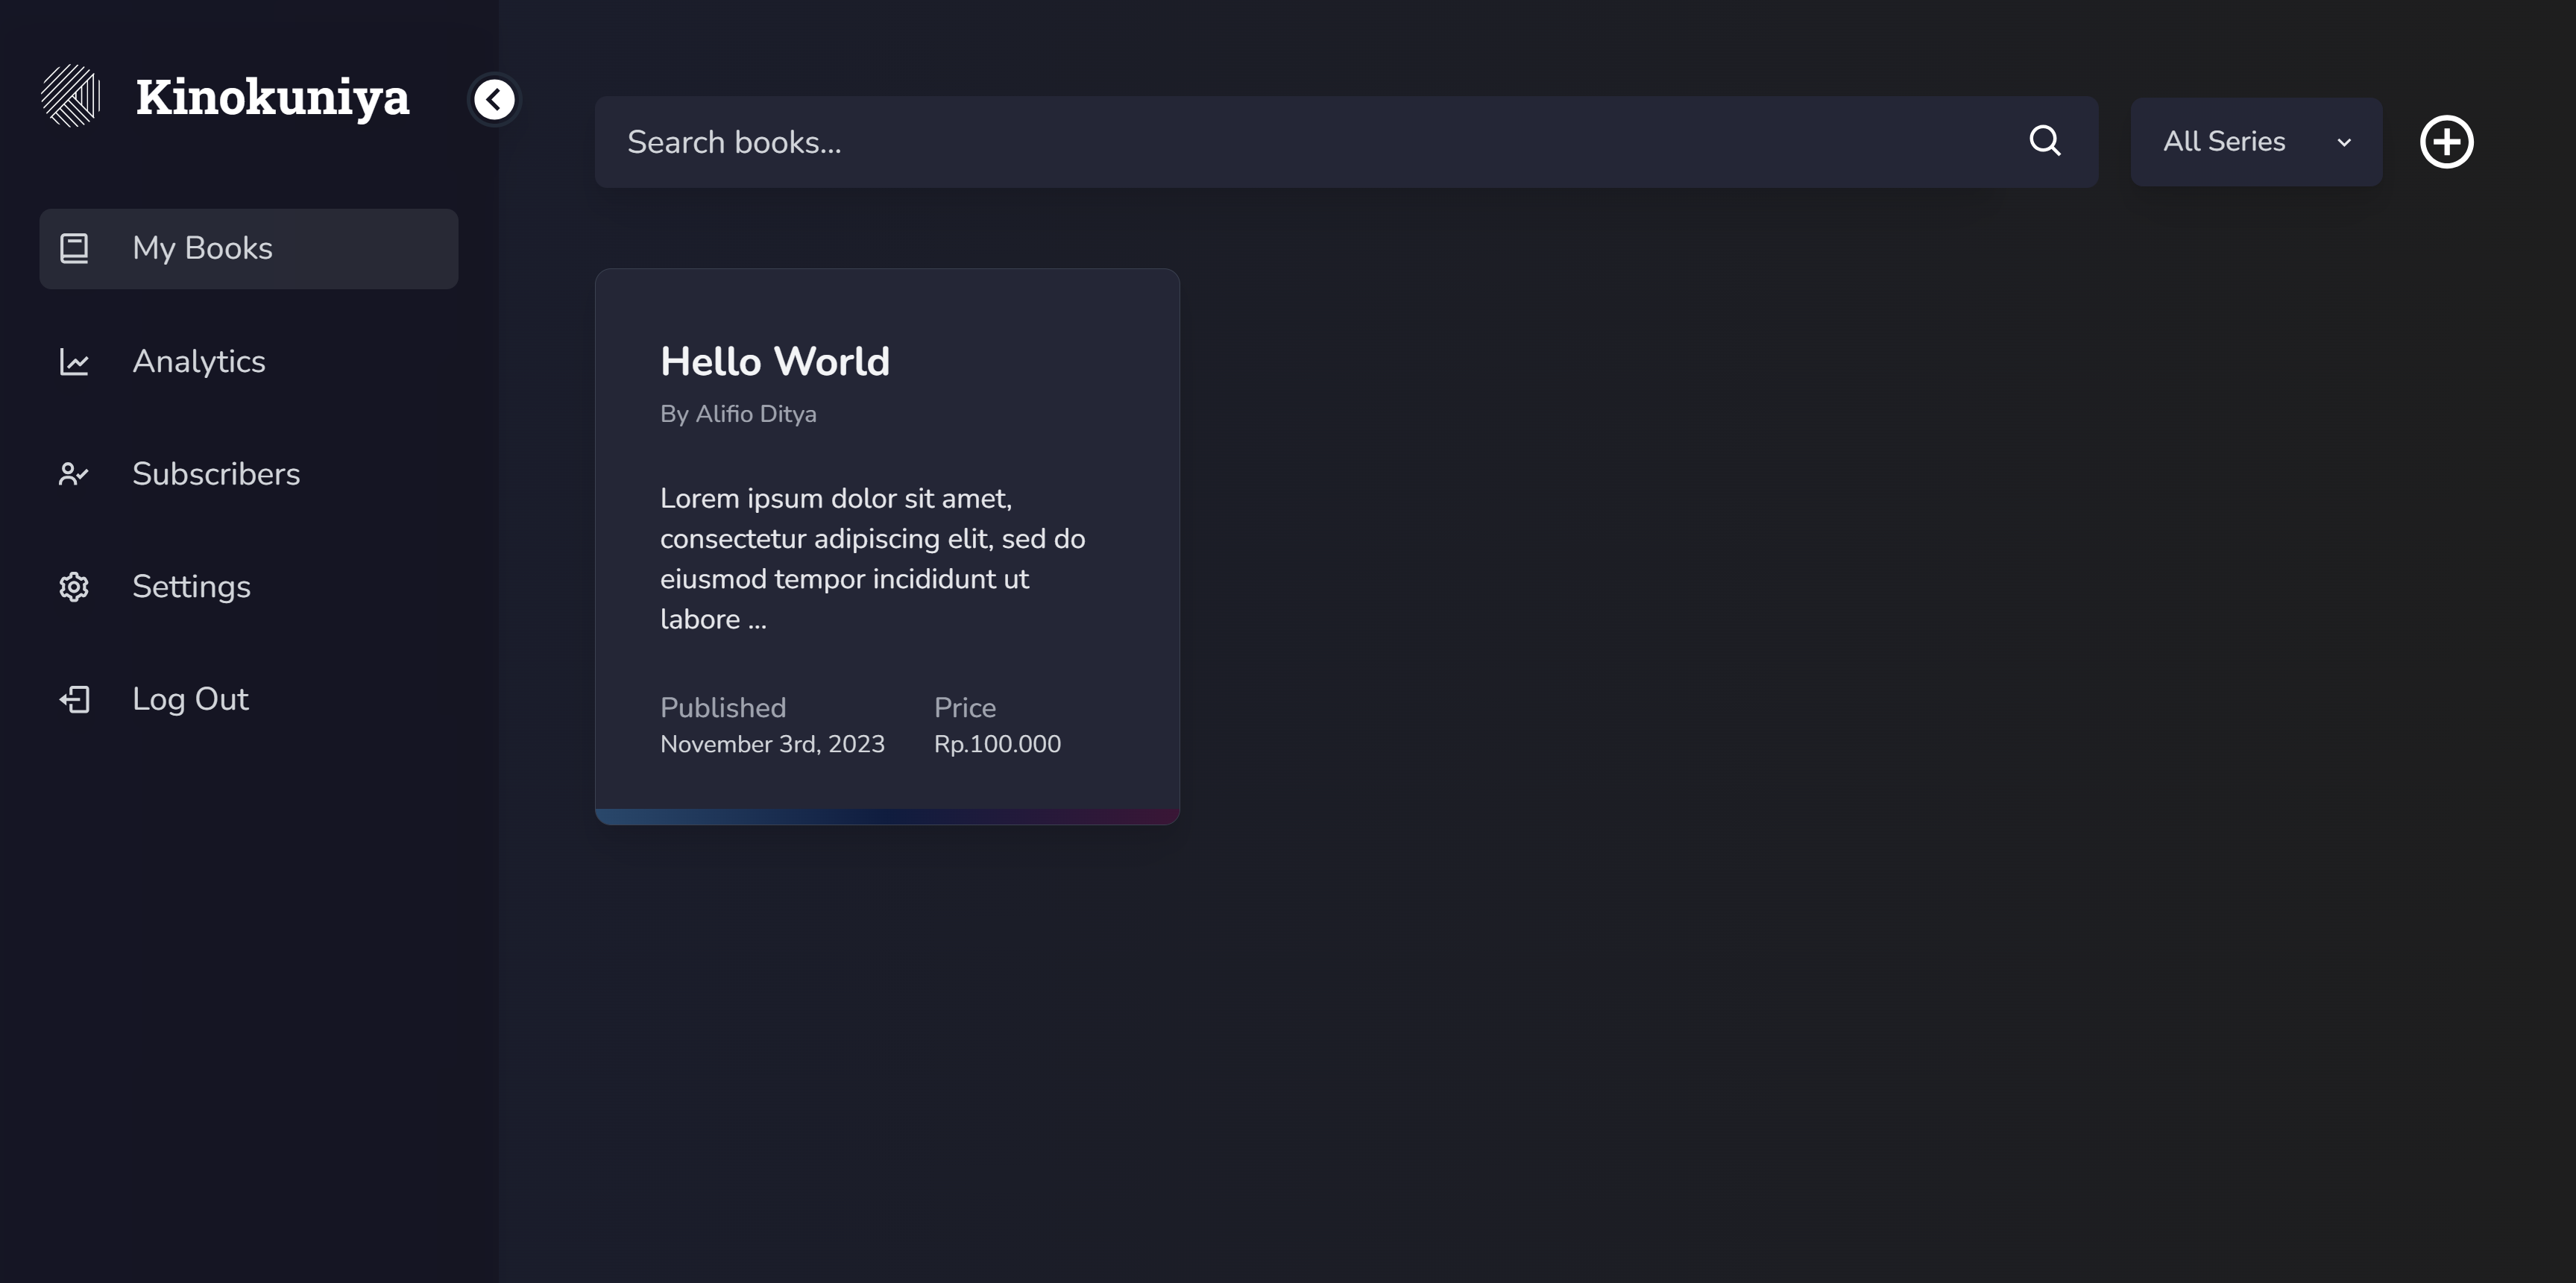 Kinokuniya
My Books
Analytics
Subscribers
Settings
Log Out
Search books...
All Series
Hello World
By Alifio Ditya
Lorem ipsum dolor sit amet,
consectetur adipiscing elit, sed do
eiusmod tempor incididunt ut
labore ...
Published
November 3rd, 2023
Price
Rp.100.000